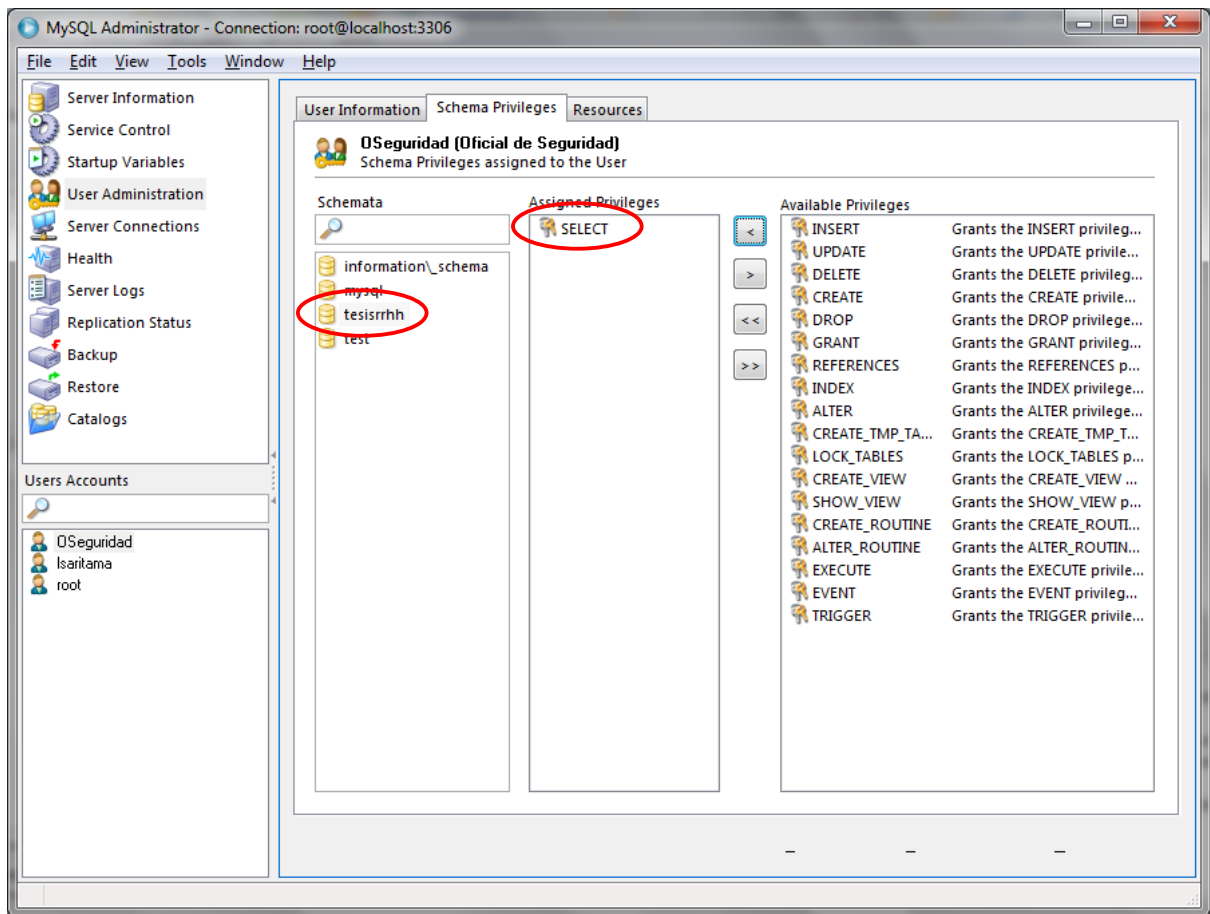 MySQL Administrator - Connection: root@localhost:3306
File Edit View Tools Window Help
Server Information
Service Control
Startup Variables
User Administration
Server Connections
Health
Server Logs
Replication Status
Backup
Restore
Catalogs
Users Accounts
OSeguridad
lsaritama
root
User Information Schema Privileges Resources
OSeguridad (Oficial de Seguridad)
Schema Privileges assigned to the User
Schemata
information\_schema
mysql
tesisrrhh
test
Assigned Privileges
SELECT
<
>
<<
>>
Available Privileges
INSERT Grants the INSERT privileg...
UPDATE Grants the UPDATE privile...
DELETE Grants the DELETE privileg...
CREATE Grants the CREATE privile...
DROP Grants the DROP privilege...
GRANT Grants the GRANT privileg...
REFERENCES Grants the REFERENCES p...
INDEX Grants the INDEX privilege...
ALTER Grants the ALTER privilege...
CREATE_TMP_TA... Grants the CREATE_TMP_T...
LOCK_TABLES Grants the LOCK_TABLES p...
CREATE_VIEW Grants the CREATE_VIEW ...
SHOW_VIEW Grants the SHOW_VIEW p...
CREATE_ROUTINE Grants the CREATE_ROUTI...
ALTER_ROUTINE Grants the ALTER_ROUTIN...
EXECUTE Grants the EXECUTE privile...
EVENT Grants the EVENT privileg...
TRIGGER Grants the TRIGGER privile...